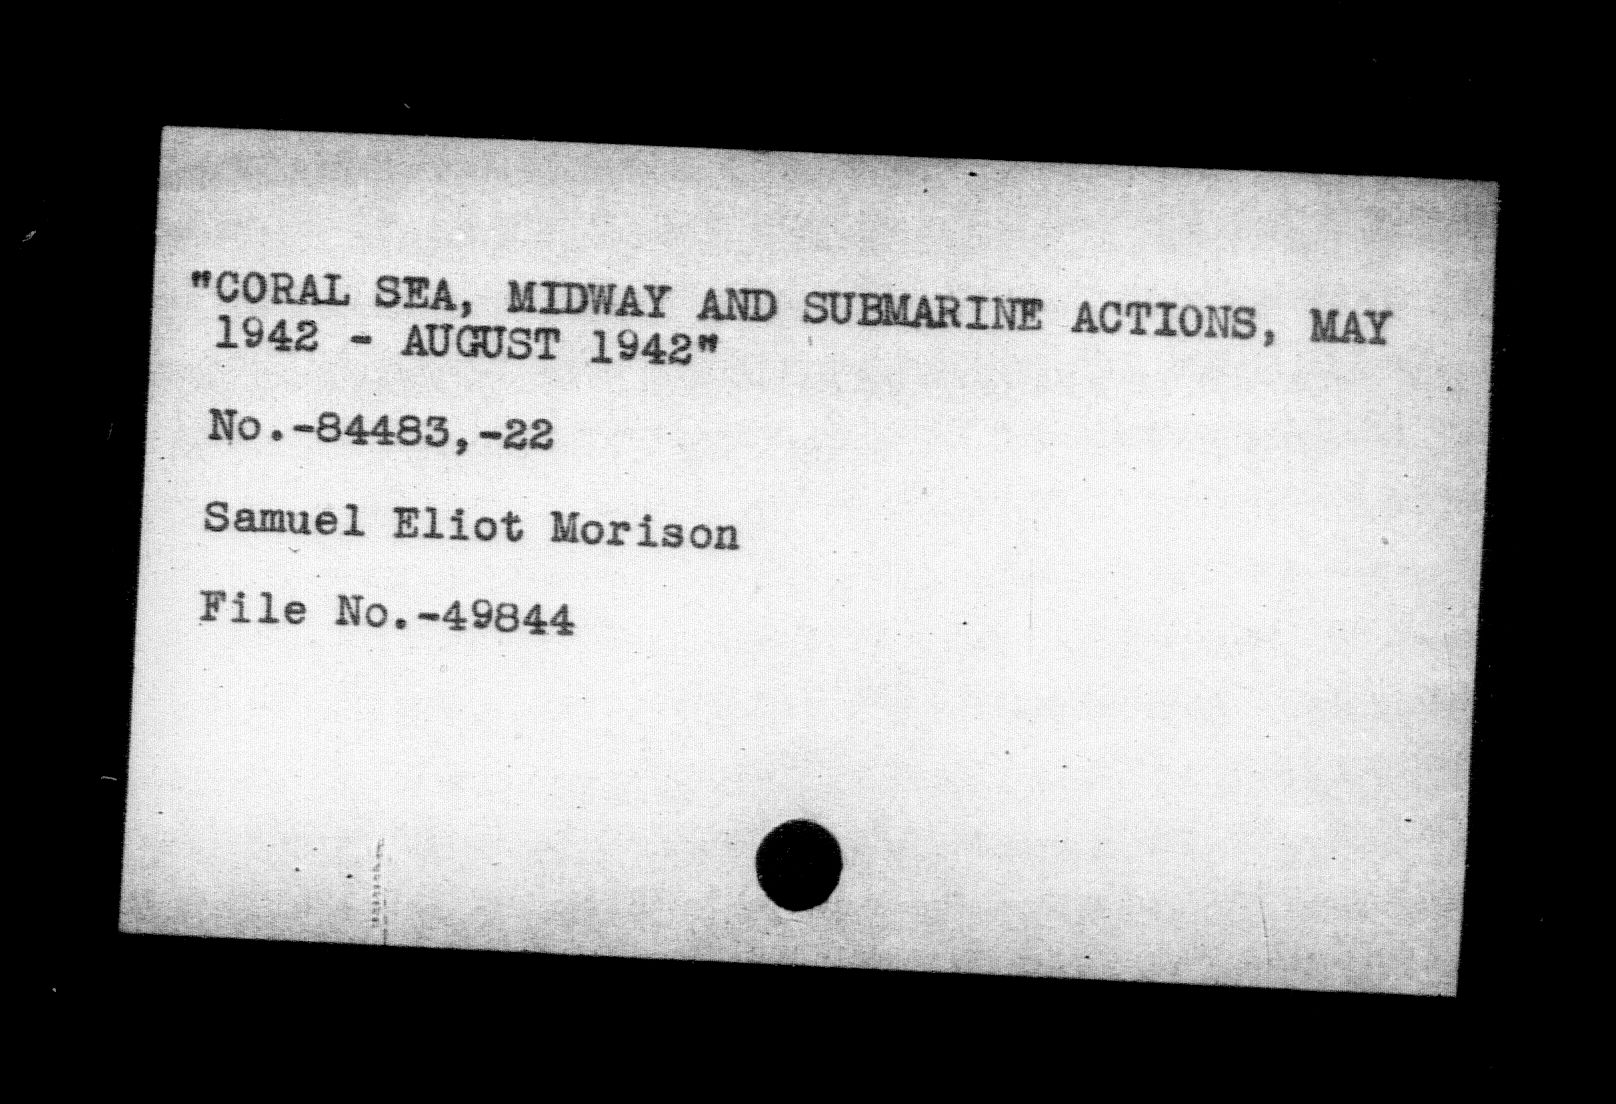 "CORAL SEA, MIDWAY AND SUBMARINE ACTIONS, MAY
1942 - AUGUST 1942"
No.-84483,-22
Samuel Eliot Morison
File No.-49844